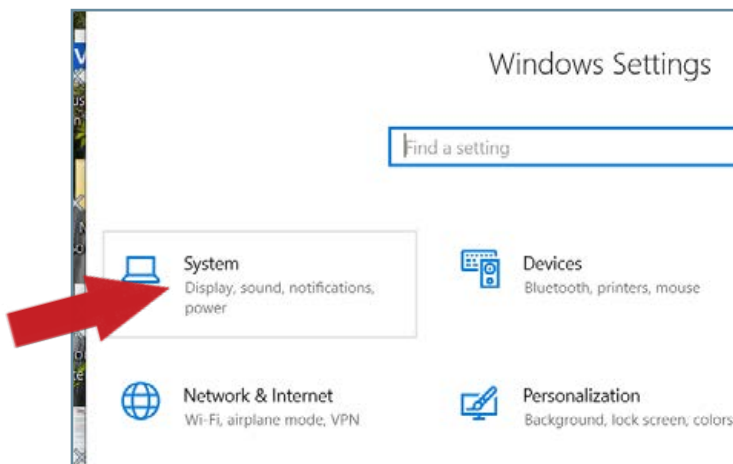 Windows Settings
Find a setting
System
Display, sound, notifications,
power
Devices
Bluetooth, printers, mouse
Network & Internet
Wi-Fi, airplane mode, VPN
Personalization
Background, lock screen, colors